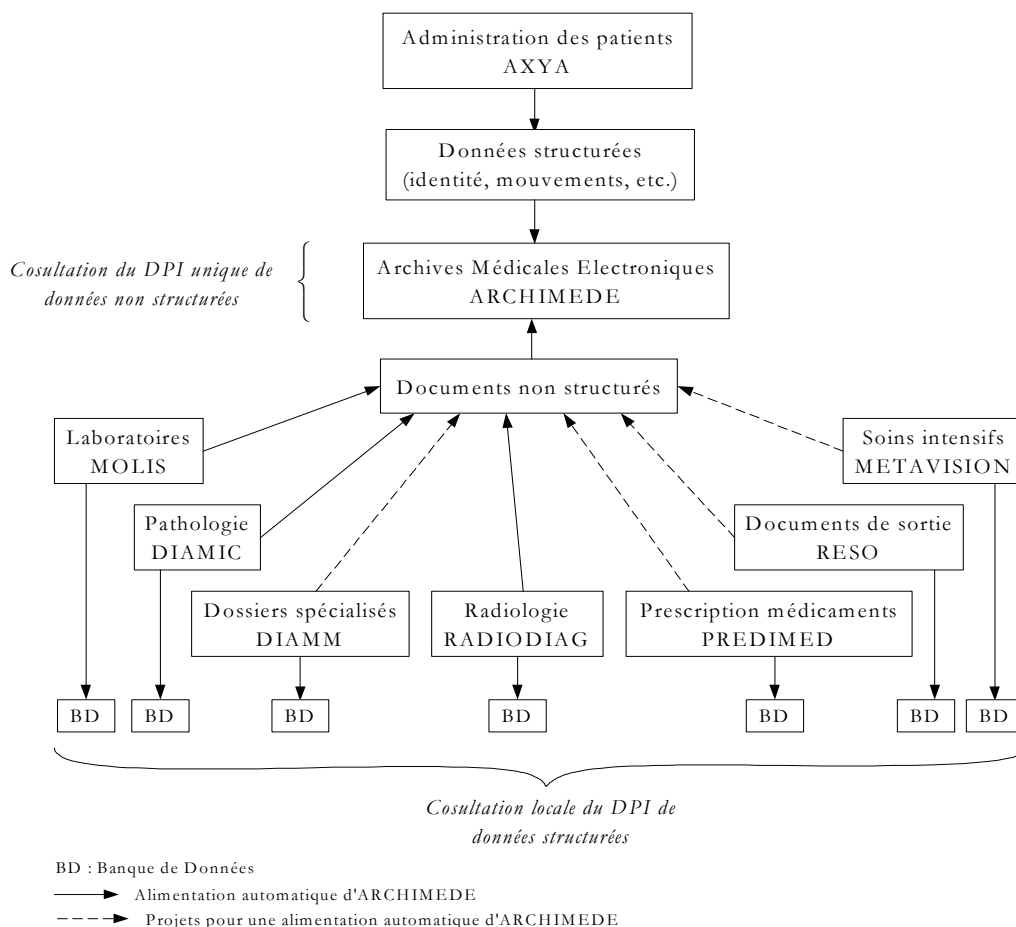 Administration des patients
AXYA
Données structurées
(identité, mouvements, etc.)
Cosultation du DPI unique de
données non structurées
Archives Médicales Electroniques
ARCHIMEDE
Documents non structurés
Laboratoires
MOLIS
Soins intensifs
METAVISION
Pathologie
DIAMIC
Documents de sortie
RESO
Dossiers spécialisés
DIAMM
Radiologie
RADIODIAG
Prescription médicaments
PREDIMED
BD
BD
BD
BD
BD
BD
BD
Cosultation locale du DPI de
données structurées
BD : Banque de Données
Alimentation automatique d'ARCHIMEDE
Projets pour une alimentation automatique d'ARCHIMEDE